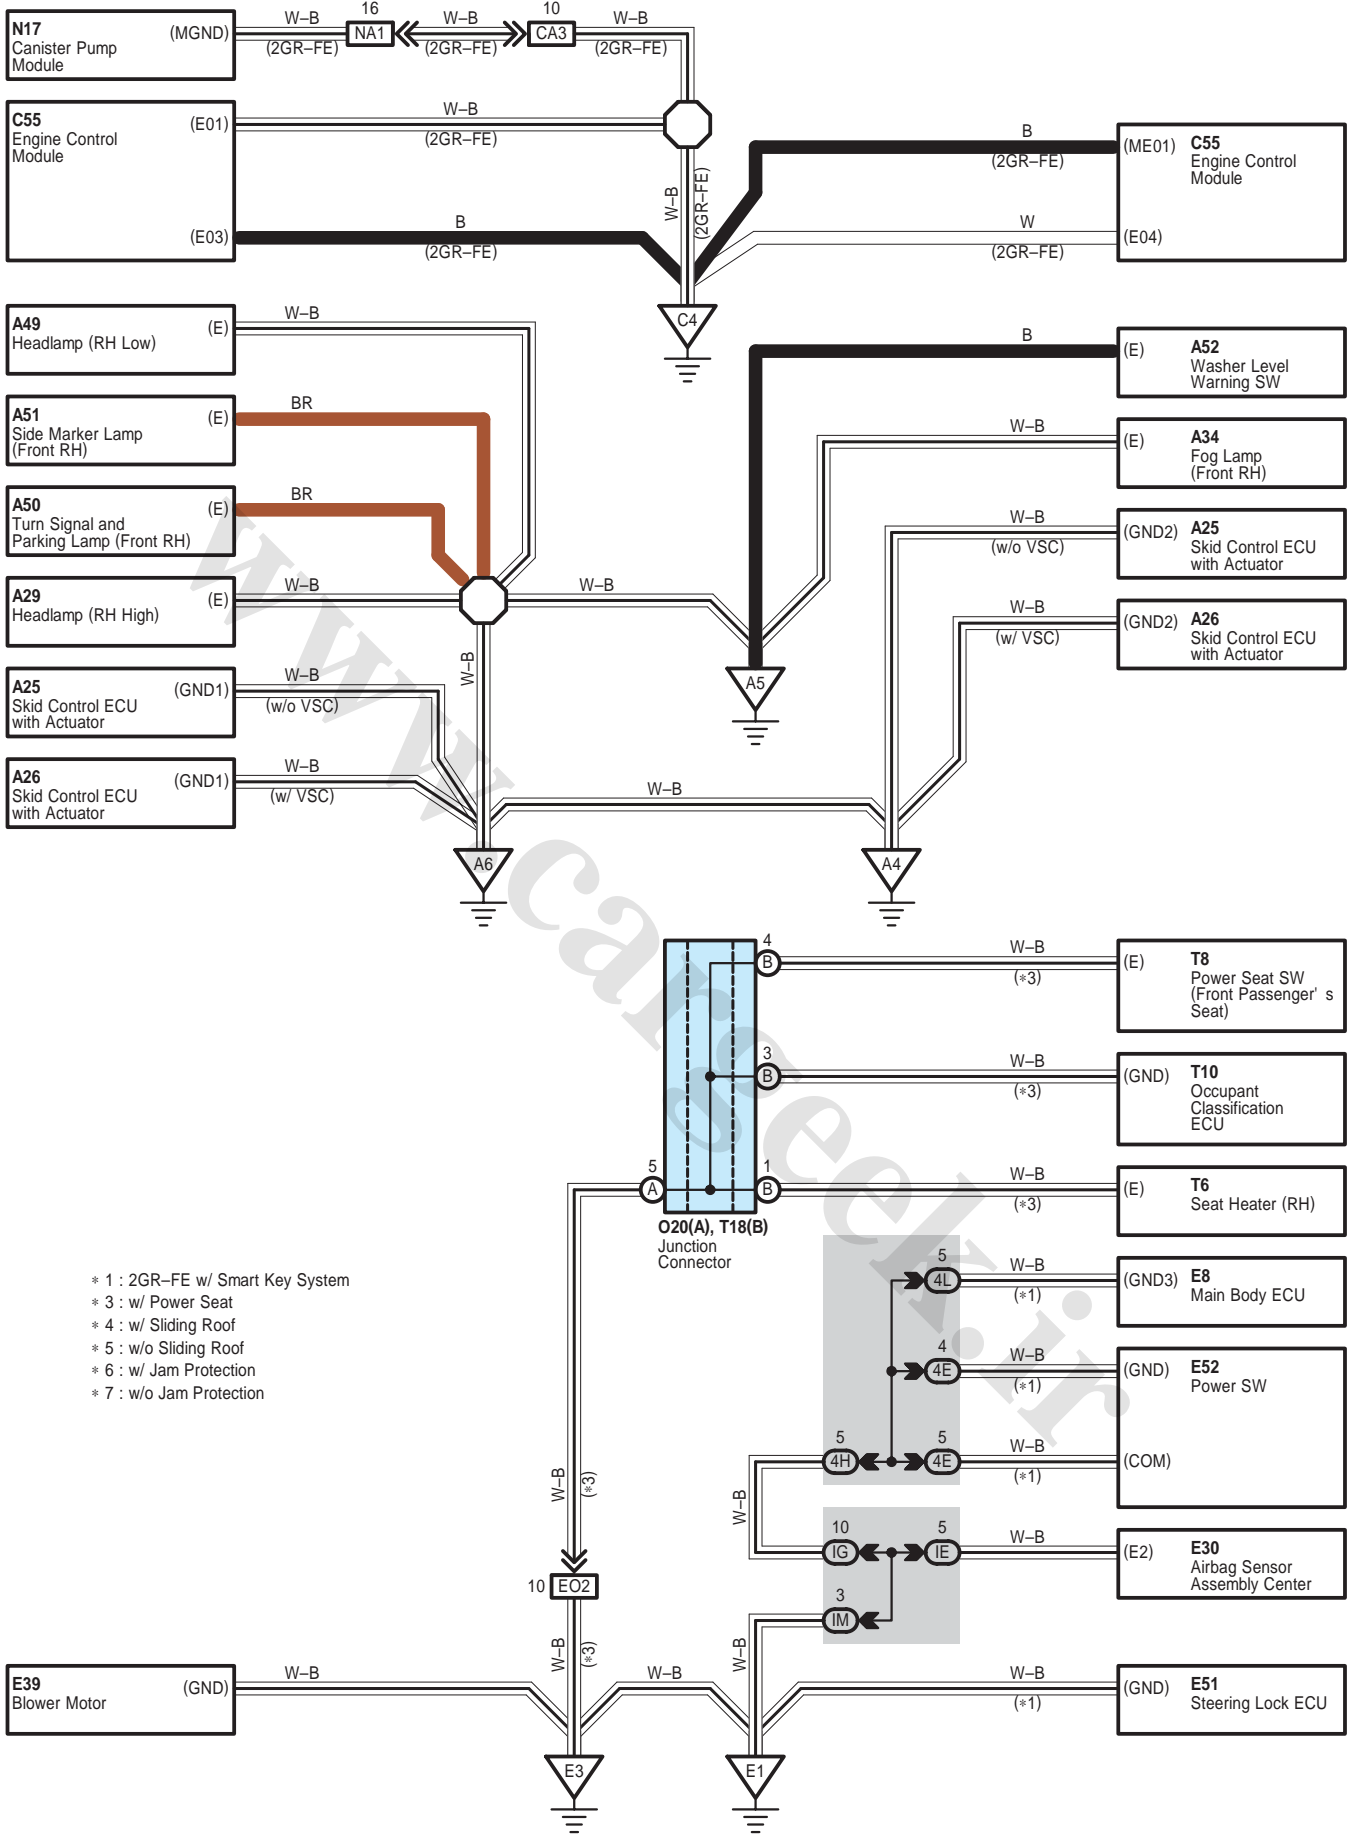 N17
Canister Pump
Module
(MGND)
W–B
(2GR–FE)
16
NA1
W–B
(2GR–FE)
10
CA3
W–B
(2GR–FE)
C55
Engine Control
Module
(E01)
W–B
(2GR–FE)
(E03)
B
(2GR–FE)
W–B
(2GR–FE)
B
(2GR–FE)
(ME01)
C55
Engine Control
Module
W
(2GR–FE)
(E04)
C4
A49
Headlamp (RH Low)
(E)
W–B
A51
Side Marker Lamp
(Front RH)
(E)
BR
A50
Turn Signal and
Parking Lamp (Front RH)
(E)
BR
A29
Headlamp (RH High)
(E)
W–B
W–B
W–B
A25
Skid Control ECU
with Actuator
(GND1)
W–B
(w/o VSC)
A26
Skid Control ECU
with Actuator
(GND1)
W–B
(w/ VSC)
B
(E)
A52
Washer Level
Warning SW
W–B
(E)
A34
Fog Lamp
(Front RH)
W–B
(w/o VSC)
(GND2)
A25
Skid Control ECU
with Actuator
W–B
(w/ VSC)
(GND2)
A26
Skid Control ECU
with Actuator
A5
W–B
A6
A4
4
B
W–B
(∗3)
(E)
T8
Power Seat SW
(Front Passenger' s
Seat)
3
B
W–B
(∗3)
(GND)
T10
Occupant
Classification
ECU
5
A
1
B
W–B
(∗3)
(E)
T6
Seat Heater (RH)
O20(A), T18(B)
Junction
Connector
∗ 1 : 2GR–FE w/ Smart Key System
∗ 3 : w/ Power Seat
∗ 4 : w/ Sliding Roof
∗ 5 : w/o Sliding Roof
∗ 6 : w/ Jam Protection
∗ 7 : w/o Jam Protection
5
4L
W–B
(∗1)
(GND3)
E8
Main Body ECU
4
4E
W–B
(∗1)
(GND)
E52
Power SW
5
4H
5
4E
W–B
(∗1)
(COM)
W–B
(∗3)
W–B
10
IG
5
IE
W–B
(E2)
E30
Airbag Sensor
Assembly Center
10
EO2
3
IM
W–B
(∗3)
W–B
E39
Blower Motor
(GND)
W–B
W–B
W–B
(∗1)
(GND)
E51
Steering Lock ECU
E3
E1
www.cargeek.ir